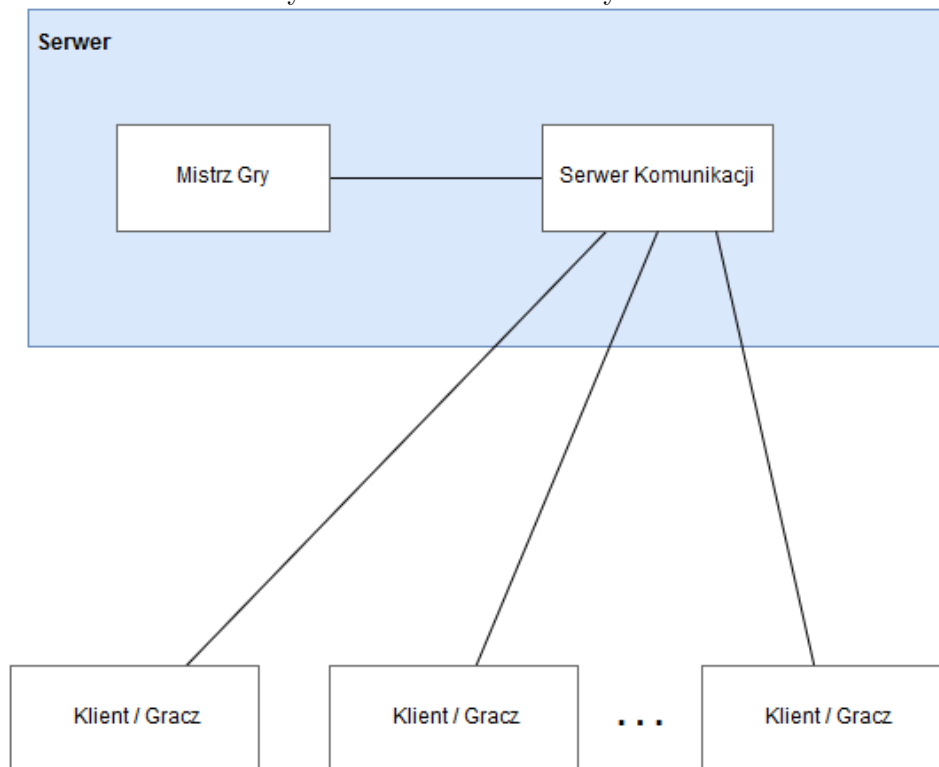 Serwer
Mistrz Gry
Serwer Komunikacji
Klient / Gracz
Klient / Gracz
. . .
Klient / Gracz